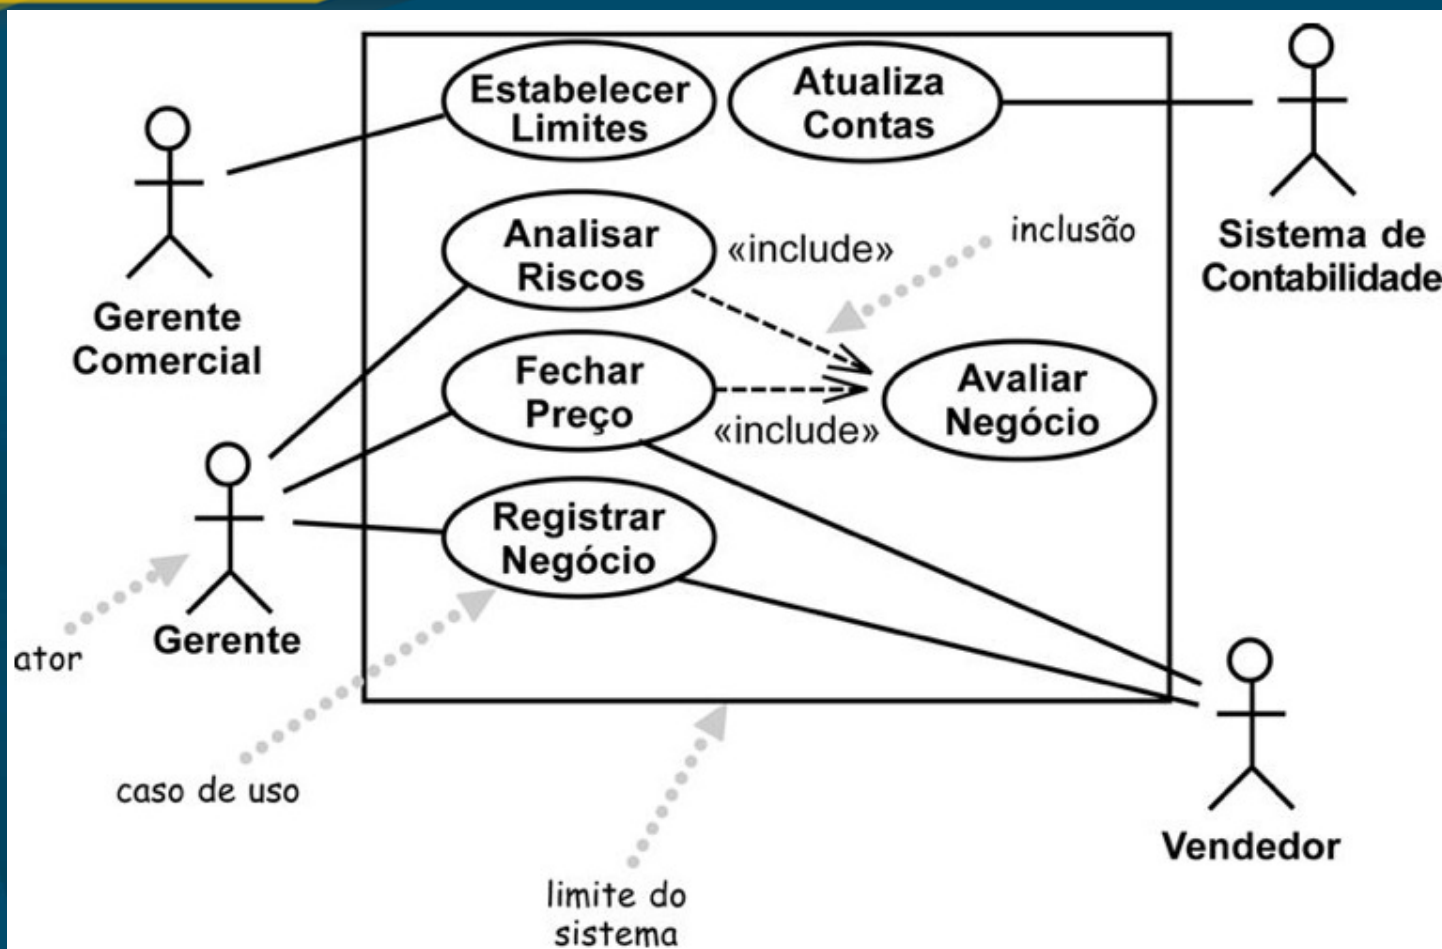 Estabelecer
Limites
Atualiza
Contas
Gerente
Comercial
Sistema de
Contabilidade
Analisar
Riscos
«include»
inclusão
Fechar
Preço
«include»
Avaliar
Negócio
Registrar
Negócio
Gerente
ator
caso de uso
Vendedor
limite do
sistema